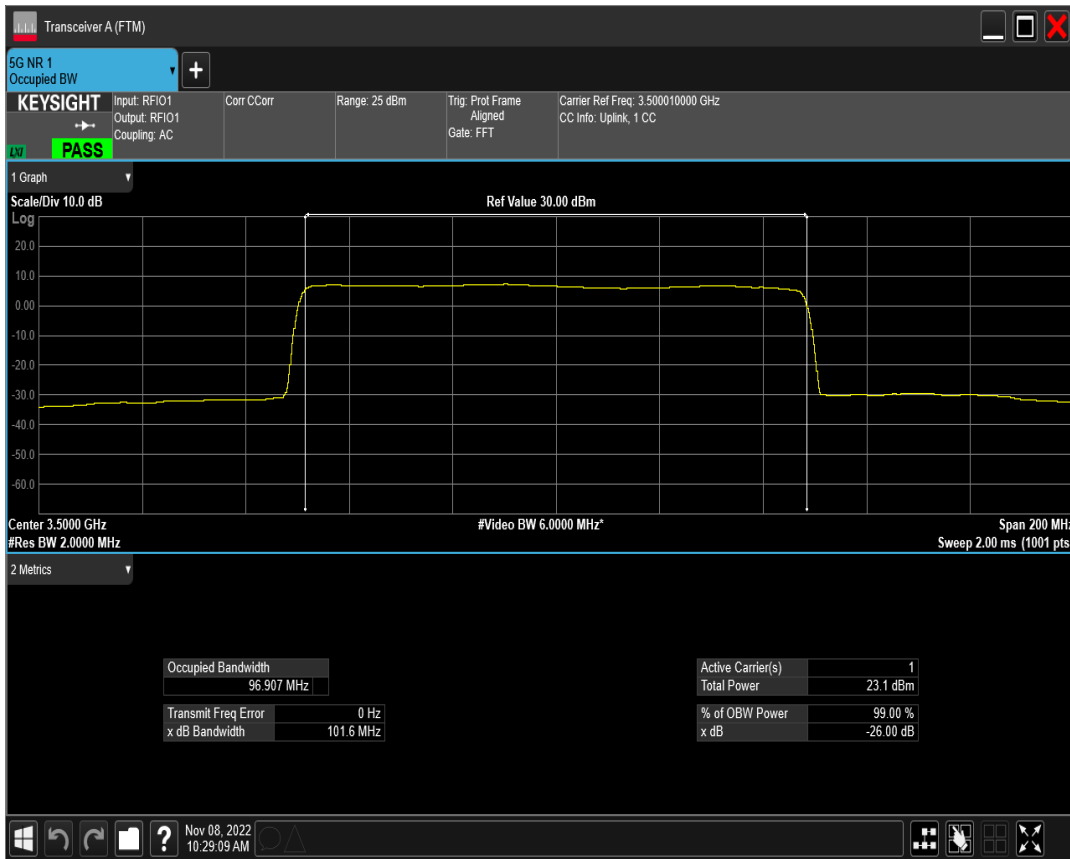 Transceiver A (FTM)
5G NR 1
Occupied BW
+
KEYSIGHT
LXI
PASS
Input: RFIO1
Output: RFIO1
Coupling: AC
Corr CCorr
Range: 25 dBm
Trig: Prot Frame
Aligned
Gate: FFT
Carrier Ref Freq: 3.500010000 GHz
CC Info: Uplink, 1 CC
1 Graph
Scale/Div 10.0 dB
Ref Value 30.00 dBm
Log
20.0
10.0
0.00
-10.0
-20.0
-30.0
-40.0
-50.0
-60.0
Center 3.5000 GHz
#Video BW 6.0000 MHz*
Span 200 MHz
#Res BW 2.0000 MHz
Sweep 2.00 ms (1001 pts
2 Metrics
Occupied Bandwidth
96.907 MHz
Transmit Freq Error 0 Hz
x dB Bandwidth 101.6 MHz
Active Carrier(s) 1
Total Power 23.1 dBm
% of OBW Power 99.00 %
x dB -26.00 dB
?
Nov 08, 2022
10:29:09 AM